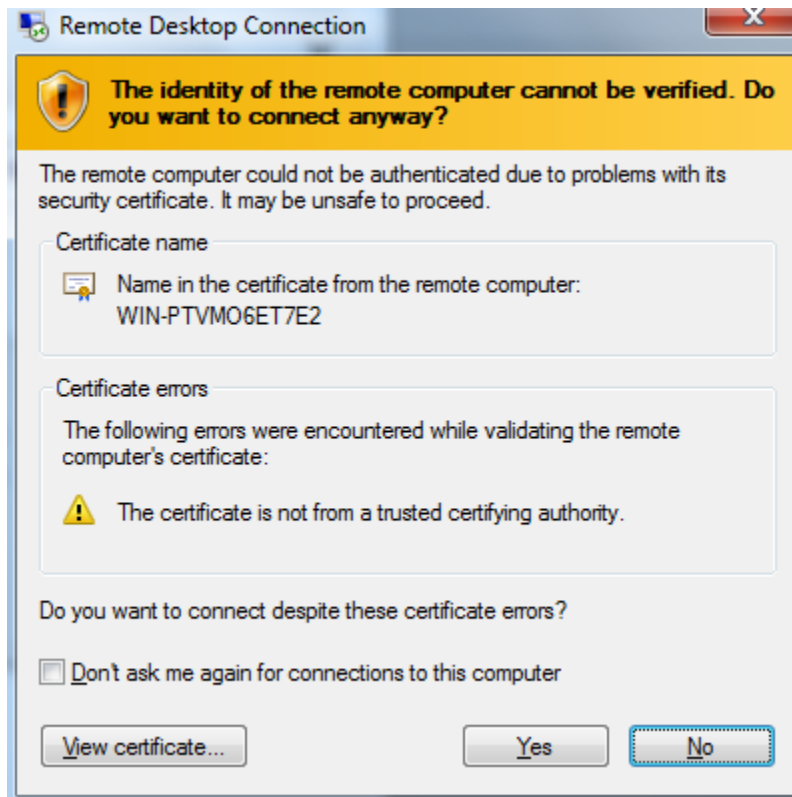 Remote Desktop Connection
The identity of the remote computer cannot be verified. Do
you want to connect anyway?
The remote computer could not be authenticated due to problems with its
security certificate. It may be unsafe to proceed.
Certificate name
Name in the certificate from the remote computer:
WIN-PTVMO6ET7E2
Certificate errors
The following errors were encountered while validating the remote
computer's certificate:
The certificate is not from a trusted certifying authority.
Do you want to connect despite these certificate errors?
Don't ask me again for connections to this computer
View certificate...
Yes
No